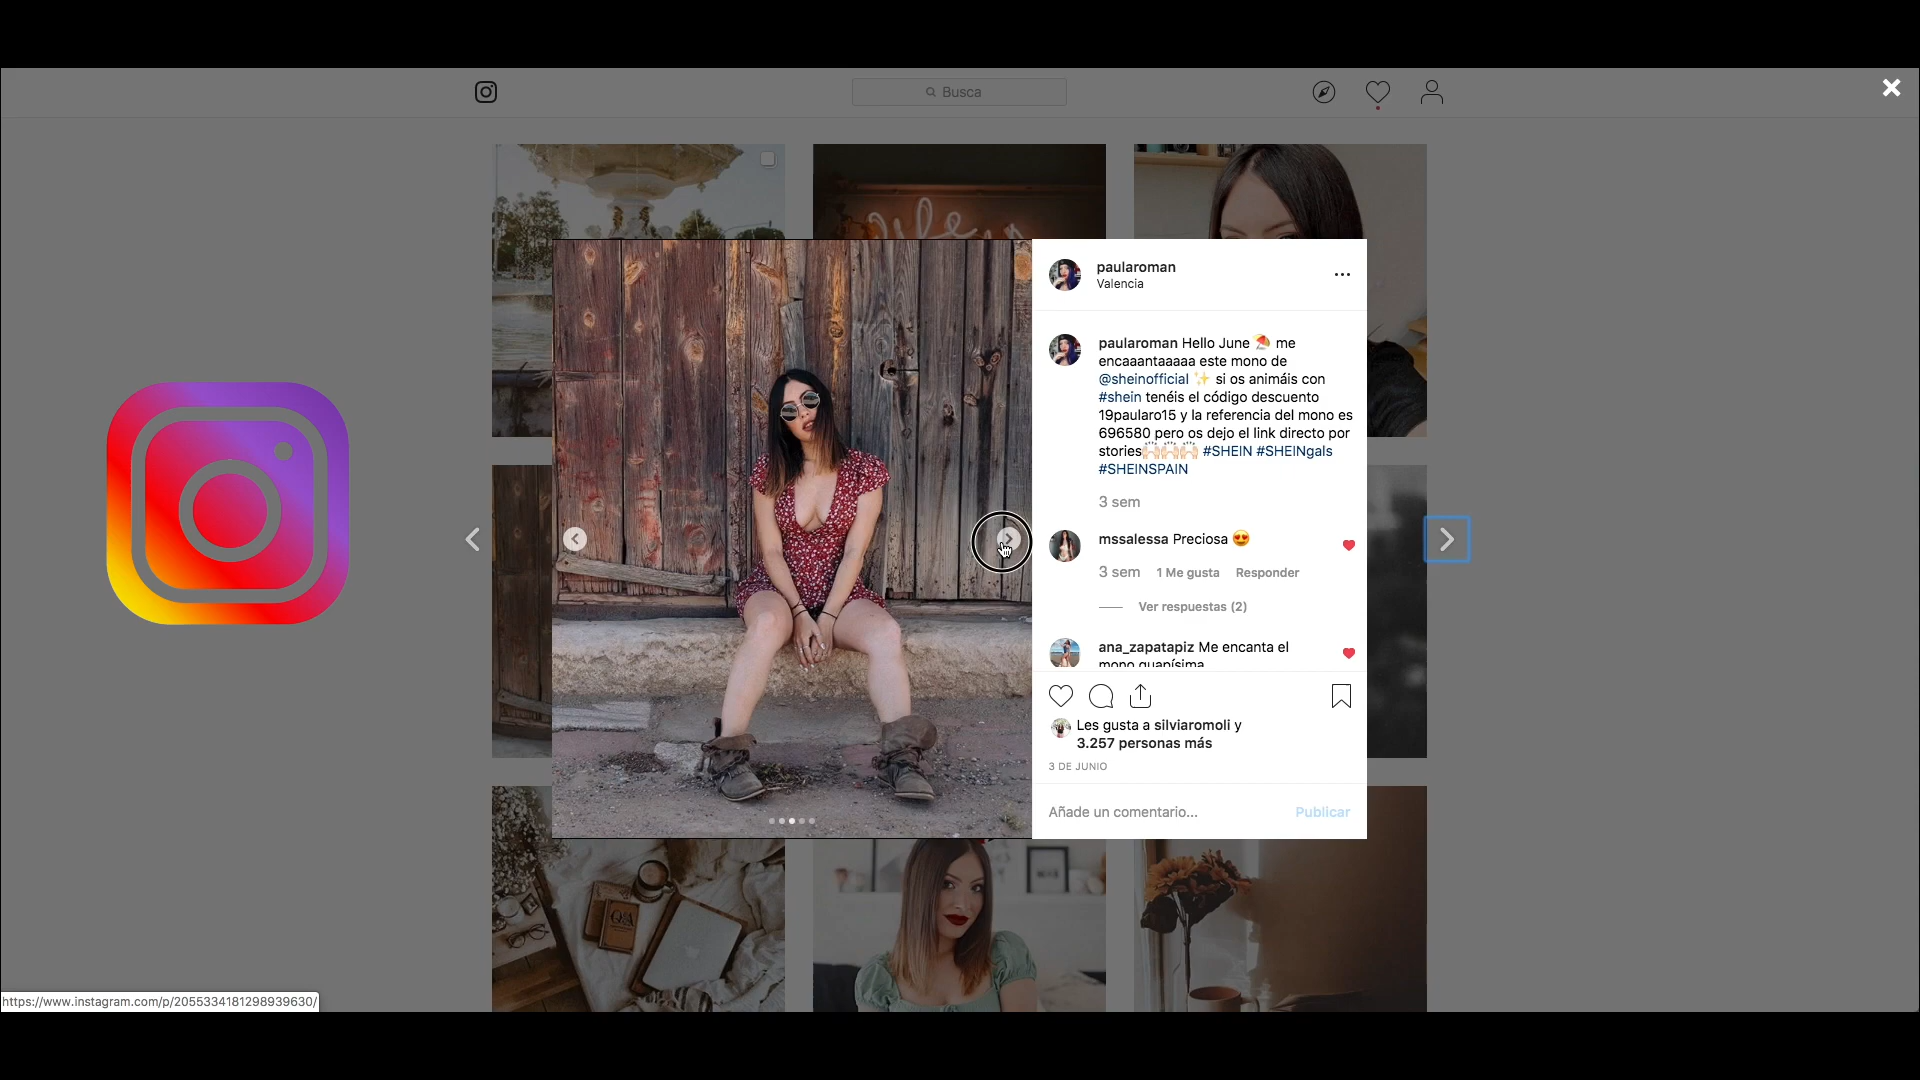 Busca
paularoman
Valencia
paularoman Hello June me
encaaantaaaaa este mono de
@sheinofficial si os animáis con
#shein tenéis el código descuento
19paularo15 y la referencia del mono es
696580 pero os dejo el link directo por
stories #SHEIN #SHEINgals
#SHEINSPAIN
3 sem
mssalessa Preciosa
3 sem 1 Me gusta Responder
Ver respuestas (2)
ana_zapatapiz Me encanta el
mono guapísima
Les gusta a silviaromoli y
3.257 personas más
3 DE JUNIO
Añade un comentario... Publicar
Q&A
https://www.instagram.com/p/2055334181298939630/